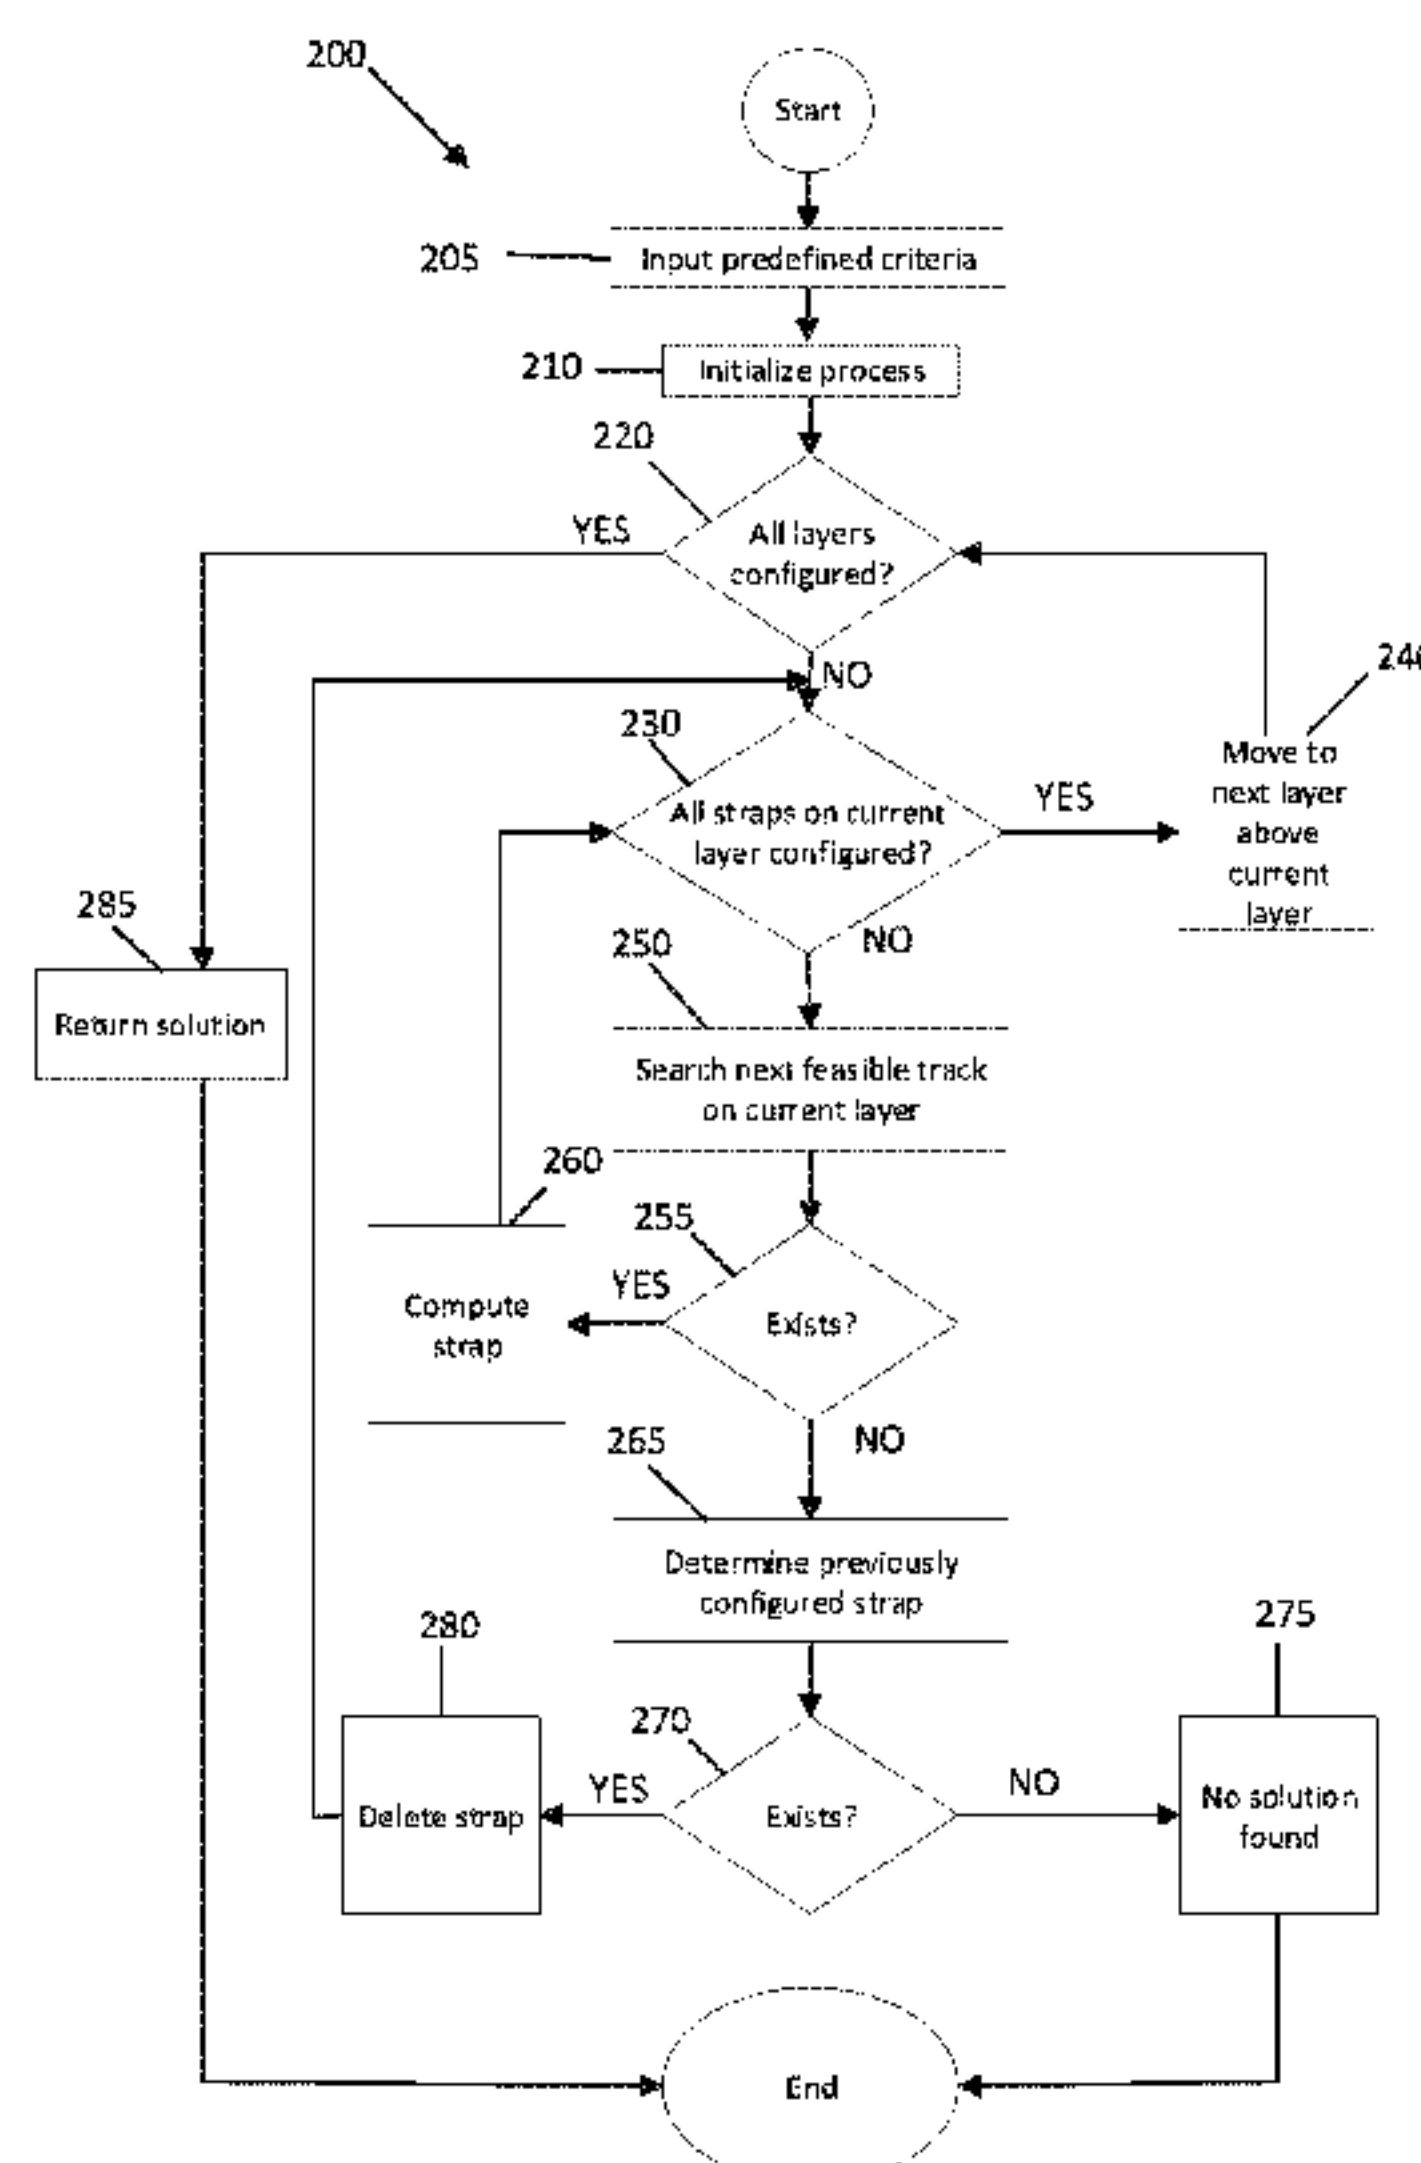 200
Start
205
Input predefined criteria
210
Initialize process
220
YES
All layers
configured?
NO
230
All straps on current
layer configured?
YES
Move to
next layer
above
current
layer
285
Return solution
NO
250
Search next feasible track
on current layer
260
255
YES
Compute
strap
Exists?
NO
265
Determine previously
configured strap
280
275
270
YES
NO
Delete strap
Exists?
No solution
found
End